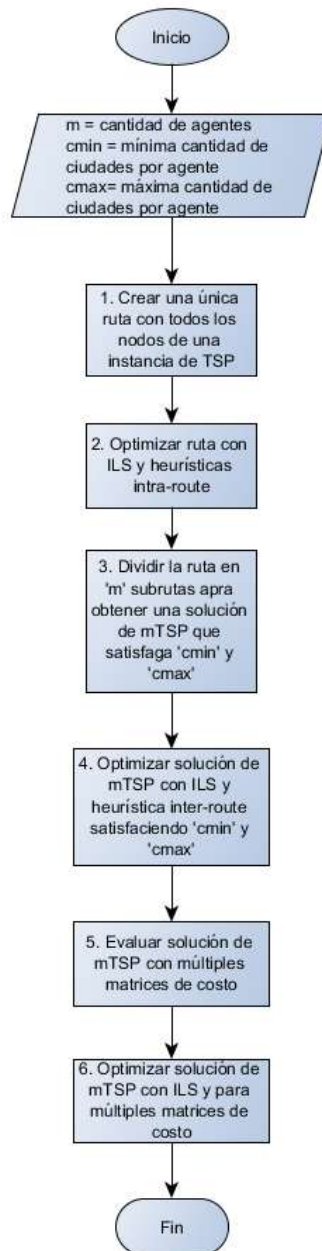 Inicio
m = cantidad de agentes
cmin = mínima cantidad de
ciudades por agente
cmax= máxima cantidad de
ciudades por agente
1. Crear una única
ruta con todos los
nodos de una
instancia de TSP
2. Optimizar ruta con
ILS y heurísticas
intra-route
3. Dividir la ruta en
'm' subrutas apra
obtener una solución
de mTSP que
satisfaga 'cmin' y
'cmax'
4. Optimizar solución de
mTSP con ILS y
heurística inter-route
satisfaciendo 'cmin' y
'cmax'
5. Evaluar solución de
mTSP con múltiples
matrices de costo
6. Optimizar solución de
mTSP con ILS y para
múltiples matrices de
costo
Fin